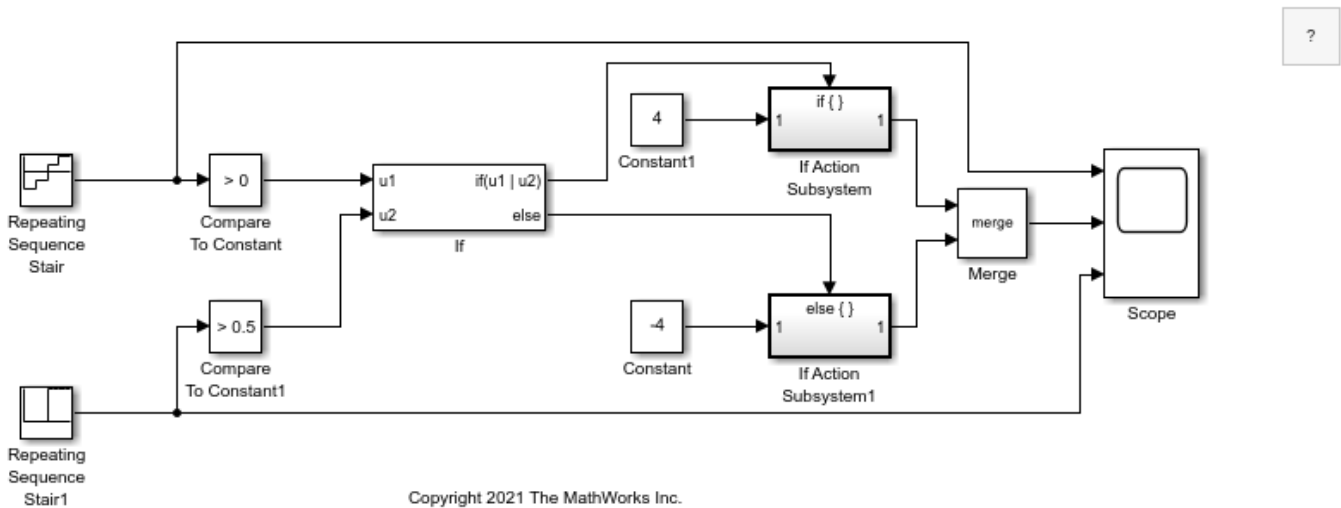 ?
if { }
4
1
1
Constant1
If Action
Subsystem
> 0
u1
if(u1 | u2)
u2
else
If
Repeating
Sequence
Stair
Compare
To Constant
merge
Merge
Scope
> 0.5
Compare
To Constant1
-4
Constant
else { }
1
1
If Action
Subsystem1
Repeating
Sequence
Stair1
Copyright 2021 The MathWorks Inc.